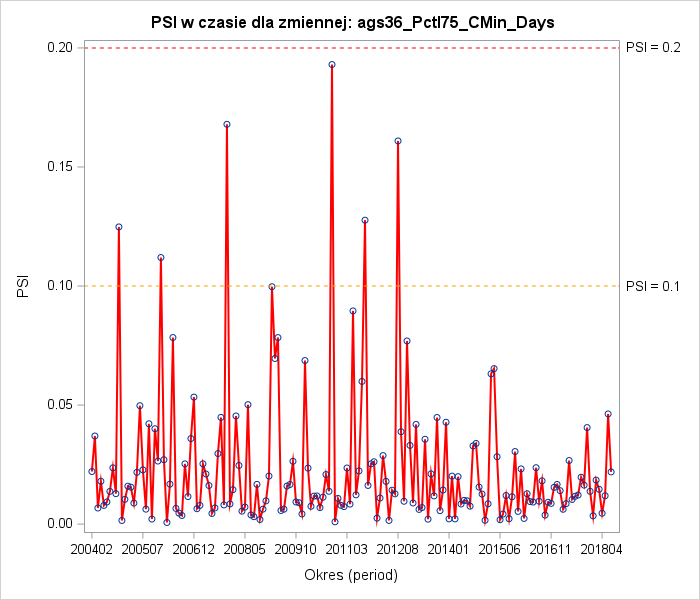 PSI w czasie dla zmiennej: ags36_Pctl75_CMin_Days
0.20
PSI = 0.2
0.15
PSI
0.10
PSI = 0.1
0.05
0.00
200402 200507 200612 200805 200910 201103 201208 201401 201506 201611 201804
Okres (period)